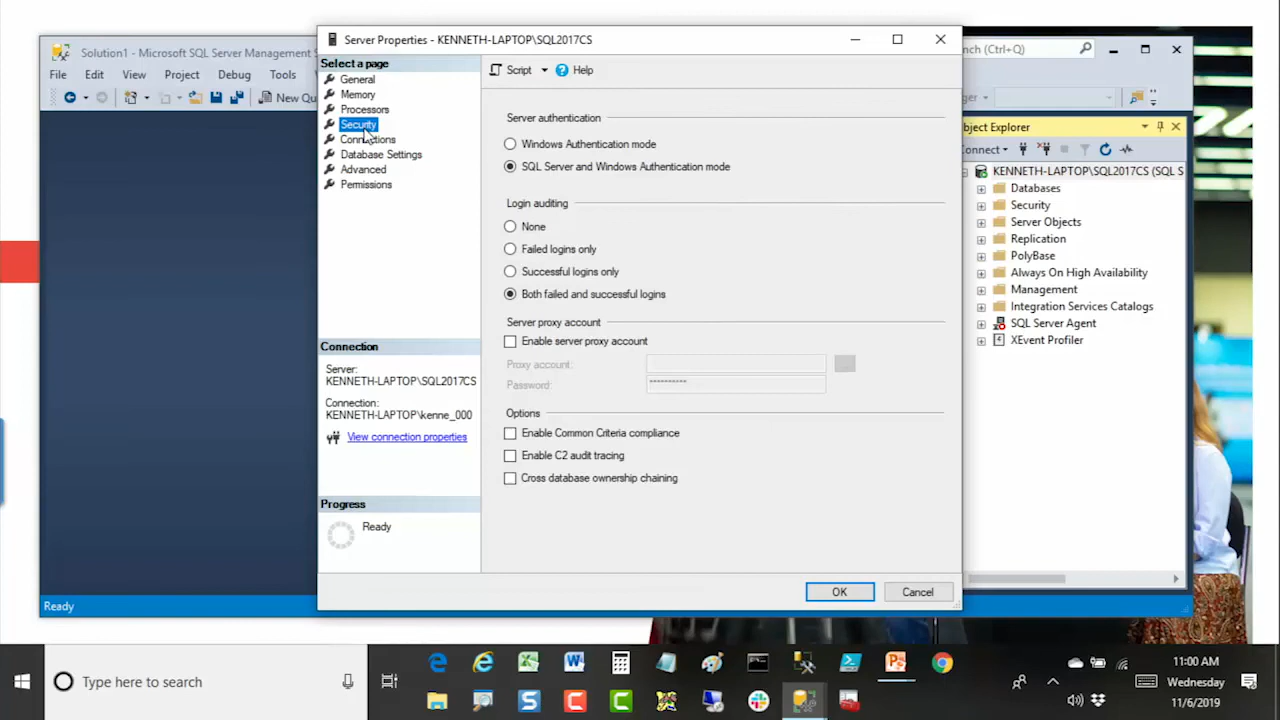 Solution1 - Microsoft SQL Server Management S
File Edit View Project Debug Tools
New Qu
Ready
Server Properties - KENNETH-LAPTOP\SQL2017CS
Select a page
General
Memory
Processors
Security
Connections
Database Settings
Advanced
Permissions
Connection
Server:
KENNETH-LAPTOP\SQL2017CS
Connection:
KENNETH-LAPTOP\kenne_000
View connection properties
Progress
Ready
Script Help
Server authentication
Windows Authentication mode
SQL Server and Windows Authentication mode
Login auditing
None
Failed logins only
Successful logins only
Both failed and successful logins
Server proxy account
Enable server proxy account
Proxy account:
...
Password:
**********
Options
Enable Common Criteria compliance
Enable C2 audit tracing
Cross database ownership chaining
OK Cancel
nch (Ctrl+Q)
ger
bject Explorer
onnect
KENNETH-LAPTOP\SQL2017CS (SQL S
Databases
Security
Server Objects
Replication
PolyBase
Always On High Availability
Management
Integration Services Catalogs
SQL Server Agent
XEvent Profiler
Type here to search
11:00 AM
Wednesday
11/6/2019